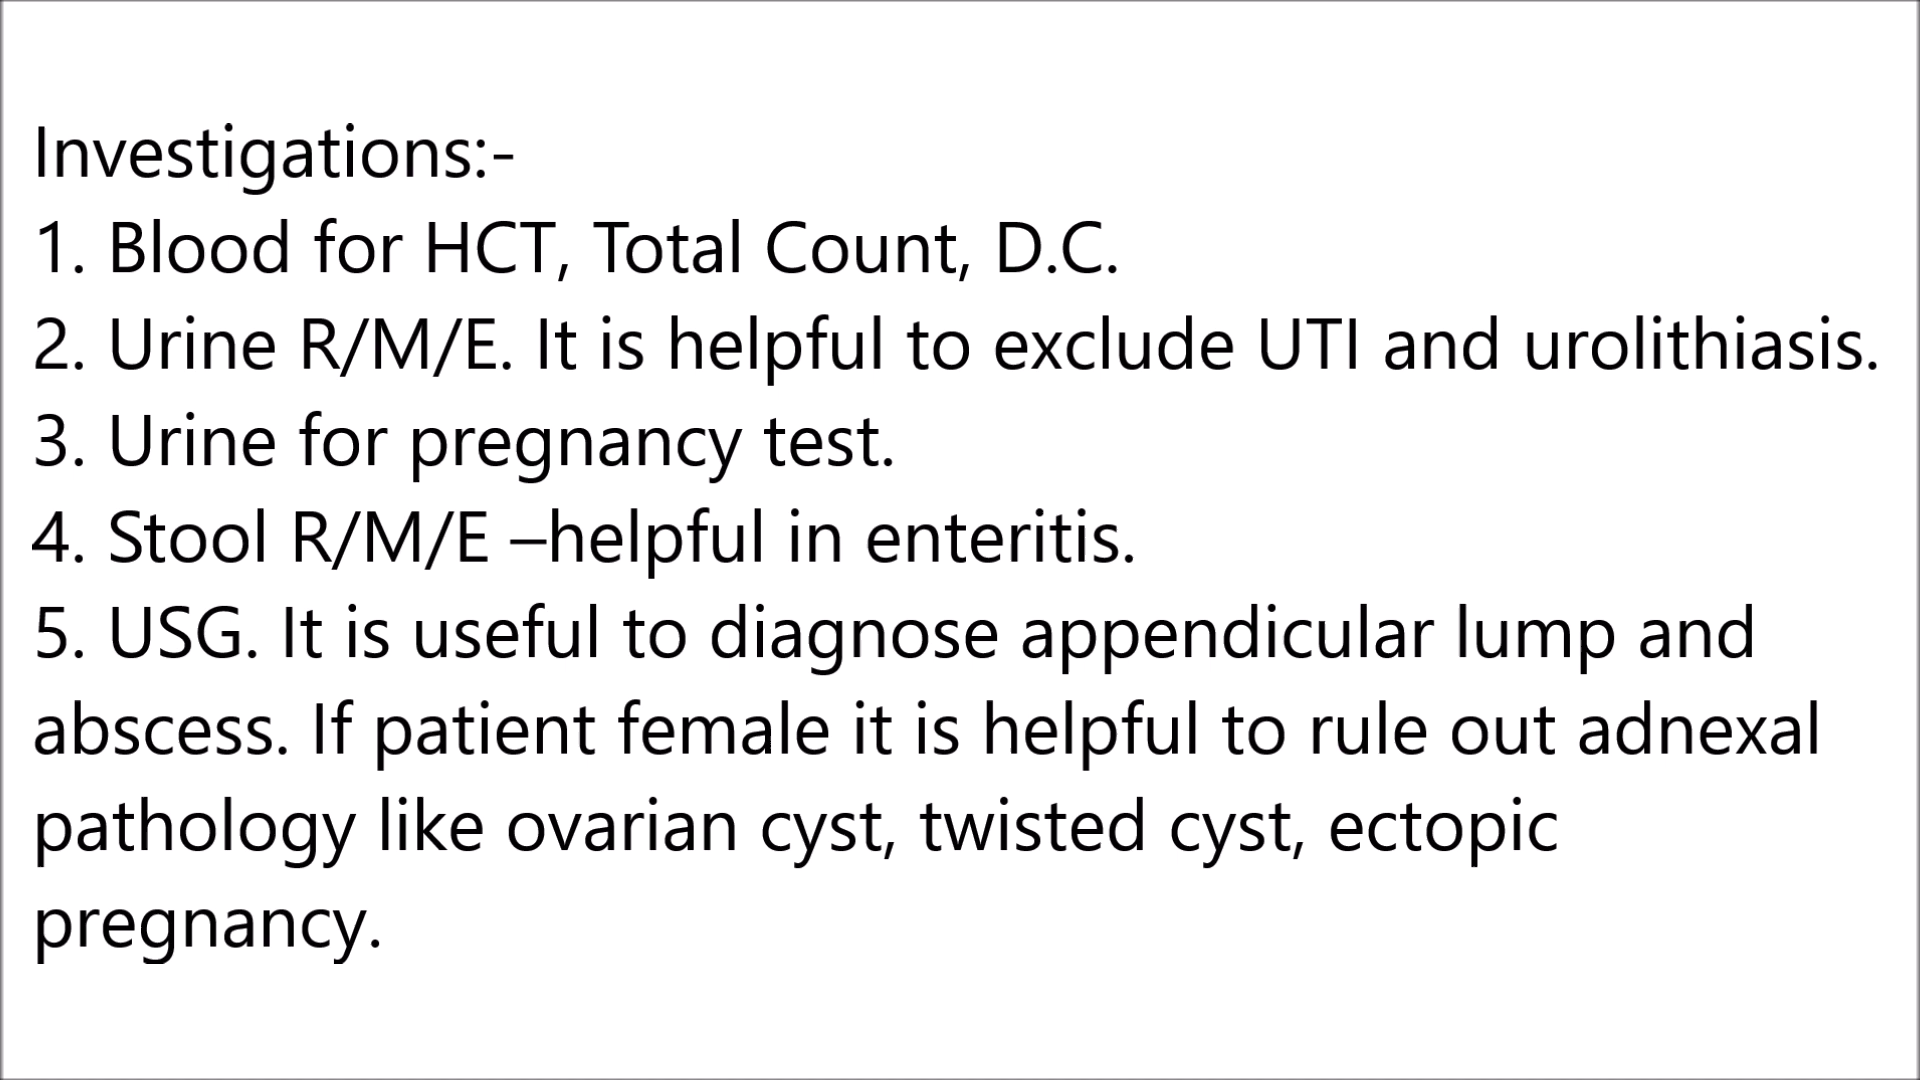 Investigations:-
1. Blood for HCT, Total Count, D.C.
2. Urine R/M/E. It is helpful to exclude UTI and urolithiasis.
3. Urine for pregnancy test.
4. Stool R/M/E –helpful in enteritis.
5. USG. It is useful to diagnose appendicular lump and
abscess. If patient female it is helpful to rule out adnexal
pathology like ovarian cyst, twisted cyst, ectopic
pregnancy.